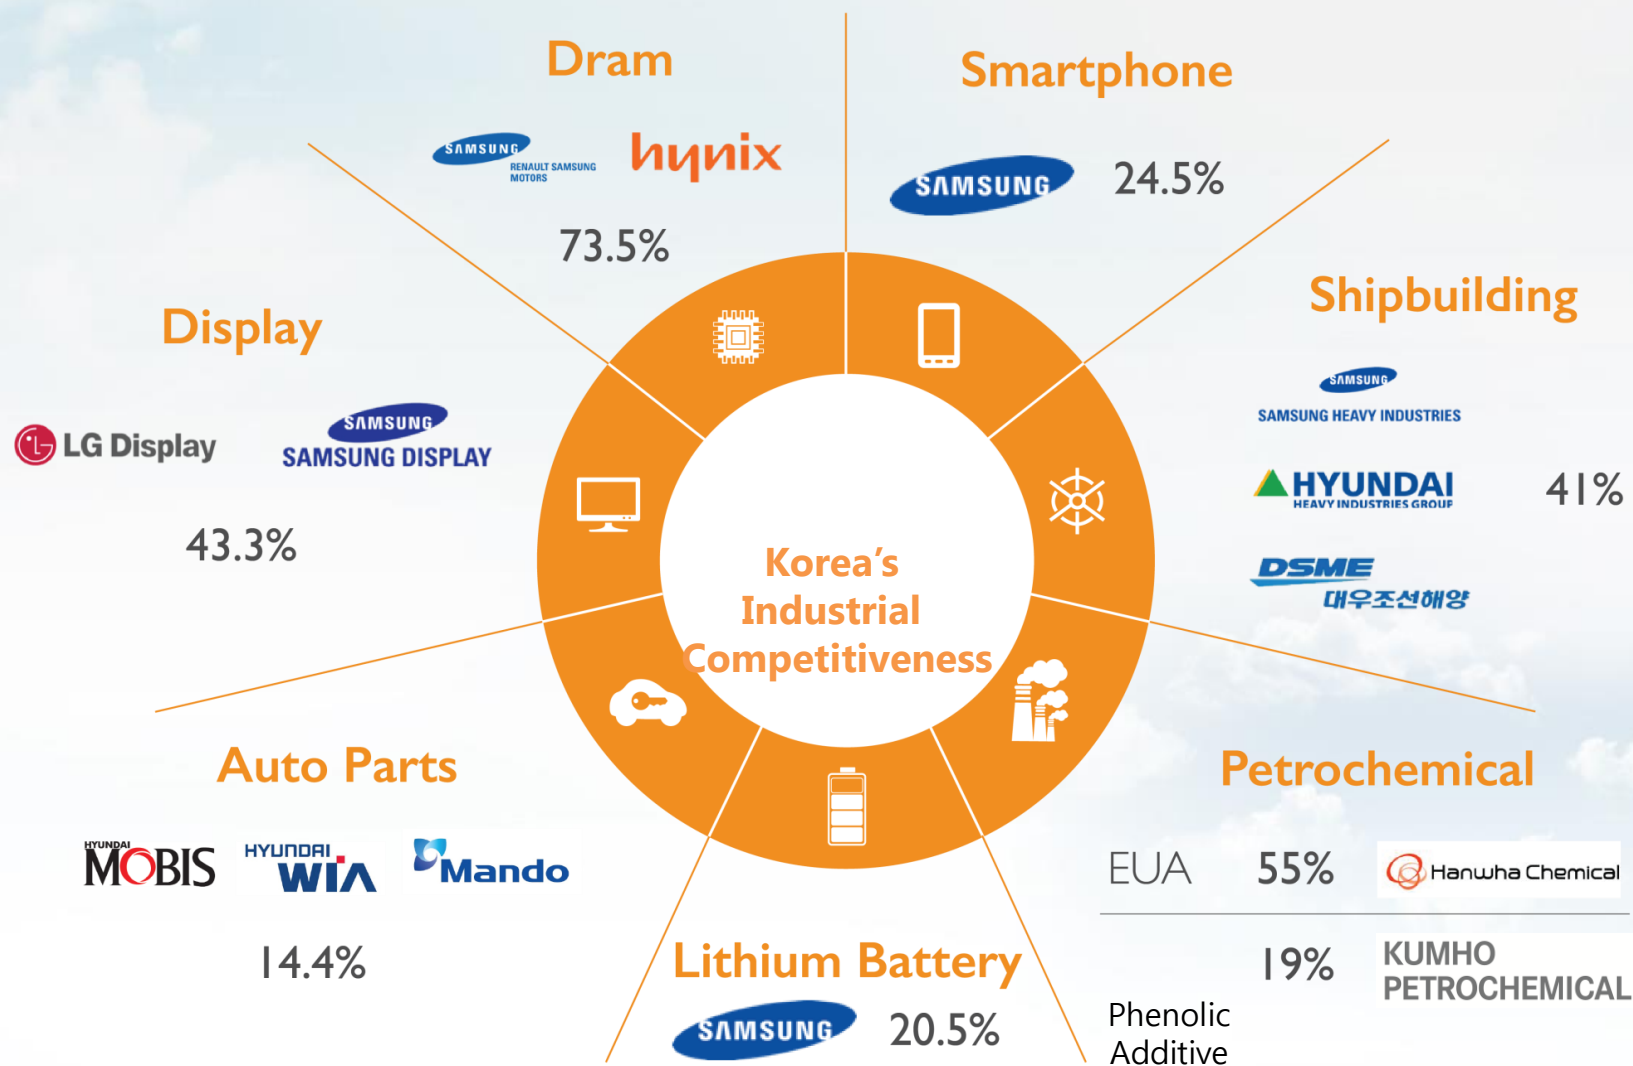 Dram
SAMSUNG
RENAULT SAMSUNG
MOTORS
hynix
73.5%
Smartphone
SAMSUNG
24.5%
Shipbuilding
SAMSUNG
SAMSUNG HEAVY INDUSTRIES
HYUNDAI
HEAVY INDUSTRIES GROUP
41%
DSME
대우조선해양
Display
LG Display
SAMSUNG
SAMSUNG DISPLAY
43.3%
Korea's
Industrial
Competitiveness
Auto Parts
HYUNDAI
MOBIS
HYUNDAI
WIA
Mando
14.4%
Lithium Battery
SAMSUNG 20.5%
Petrochemical
EUA 55% Hanwha Chemical
19% KUMHO
PETROCHEMICAL
Phenolic
Additive